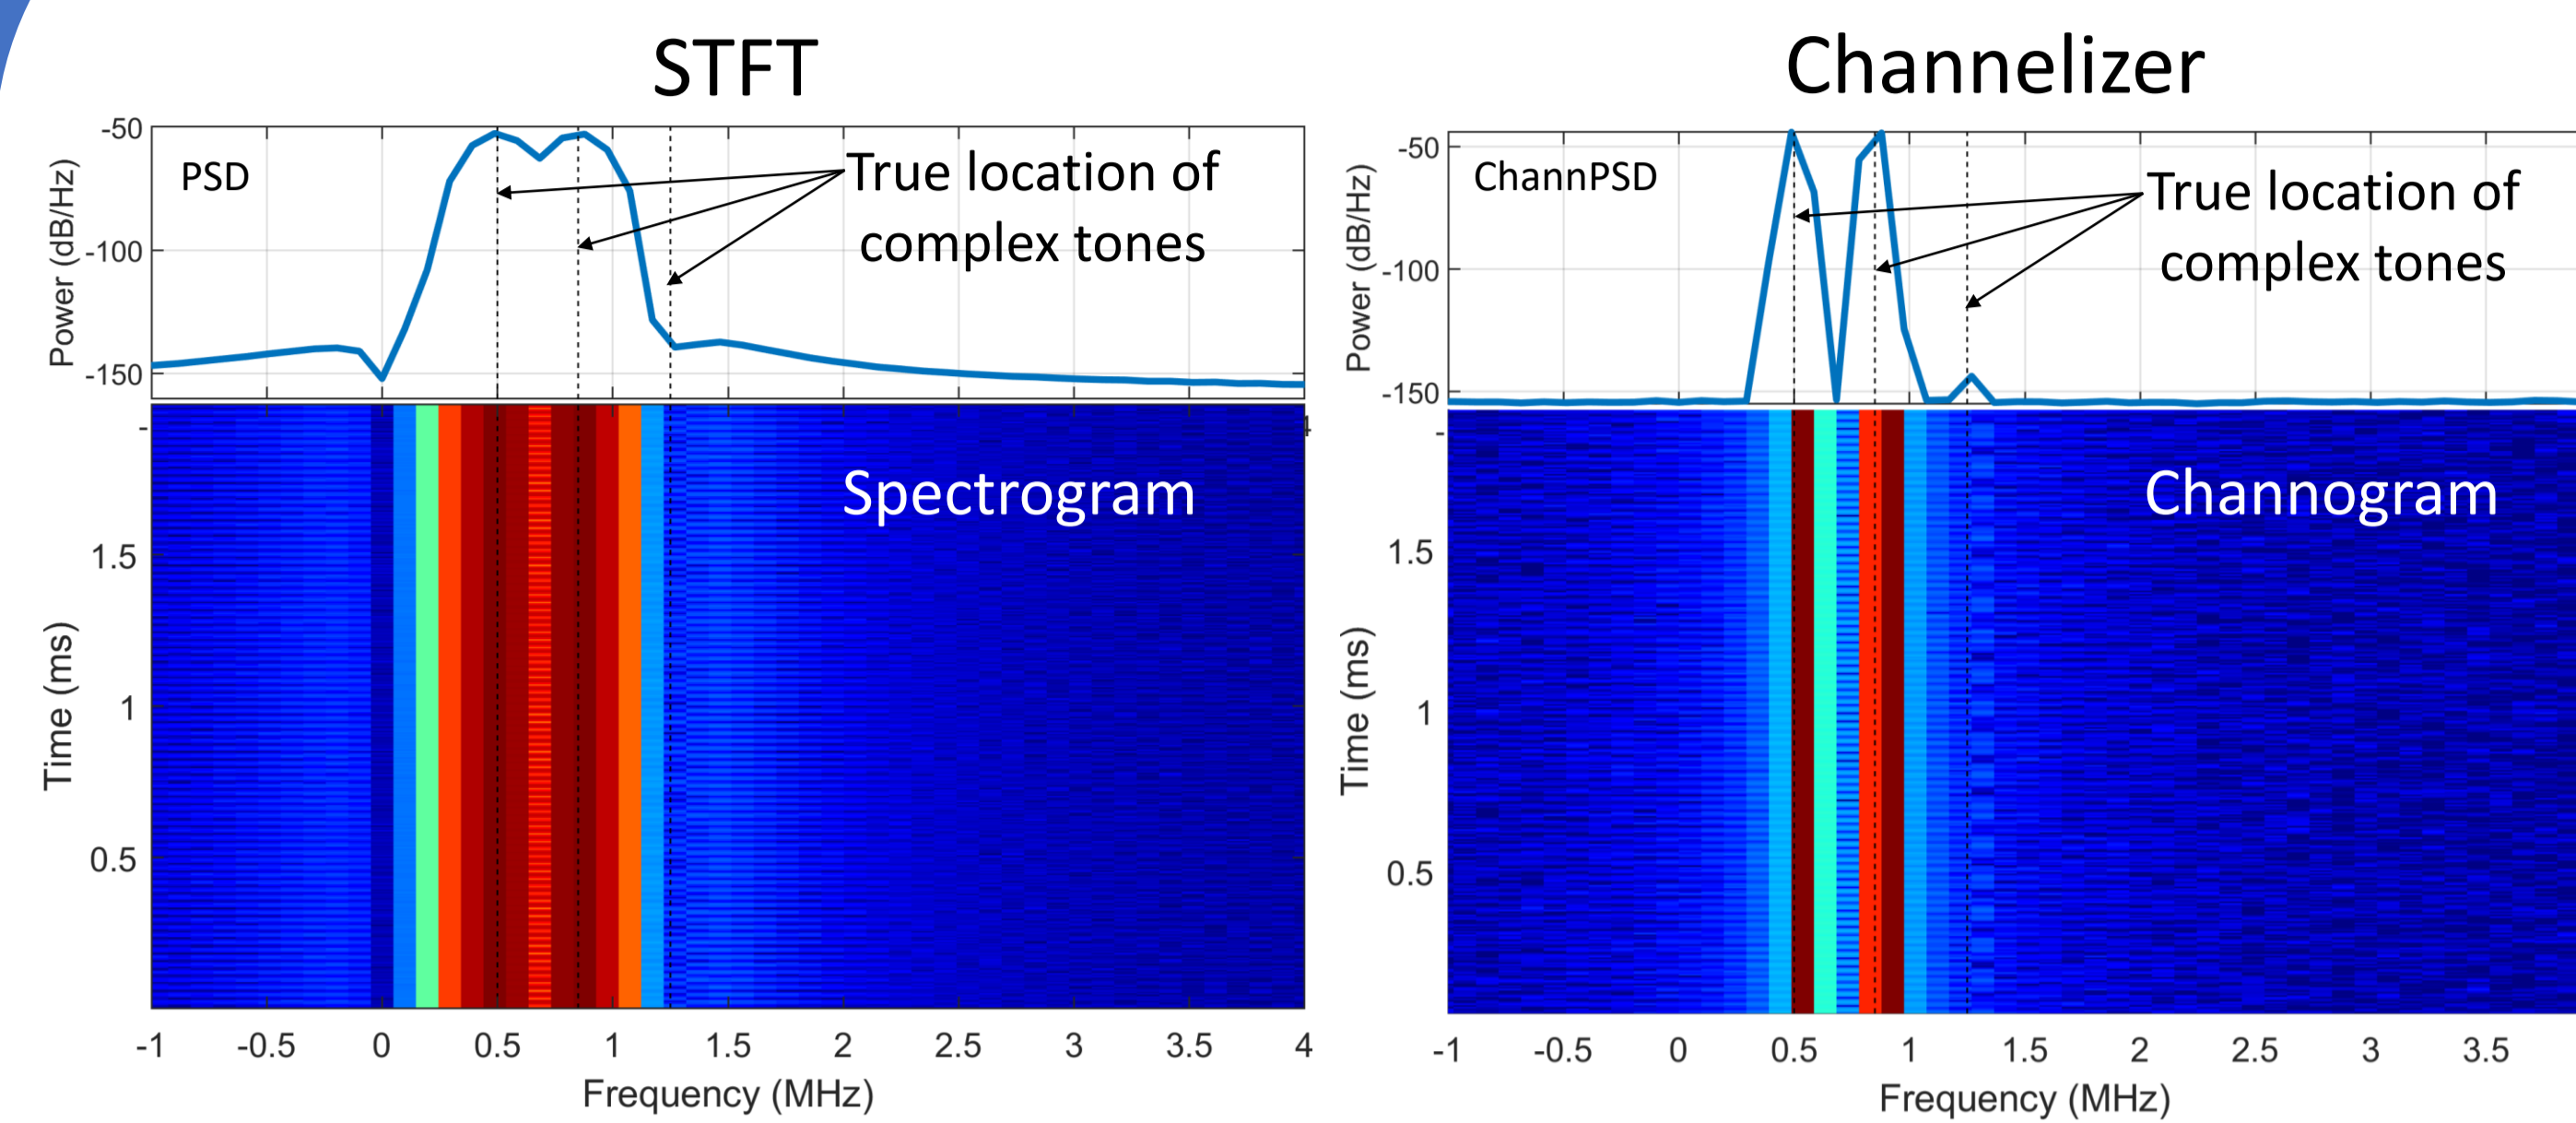 STFT
Channelizer
-50
-100
-150
Power (dB/Hz)
PSD
True location of
complex tones
-50
-100
-150
Power (dB/Hz)
ChannPSD
True location of
complex tones
-
4
Spectrogram
1.5
1
0.5
Time (ms)
-1 -0.5 0 0.5 1 1.5 2 2.5 3 3.5 4
Frequency (MHz)
-
Channogram
1.5
1
0.5
Time (ms)
-1 -0.5 0 0.5 1 1.5 2 2.5 3 3.5
Frequency (MHz)